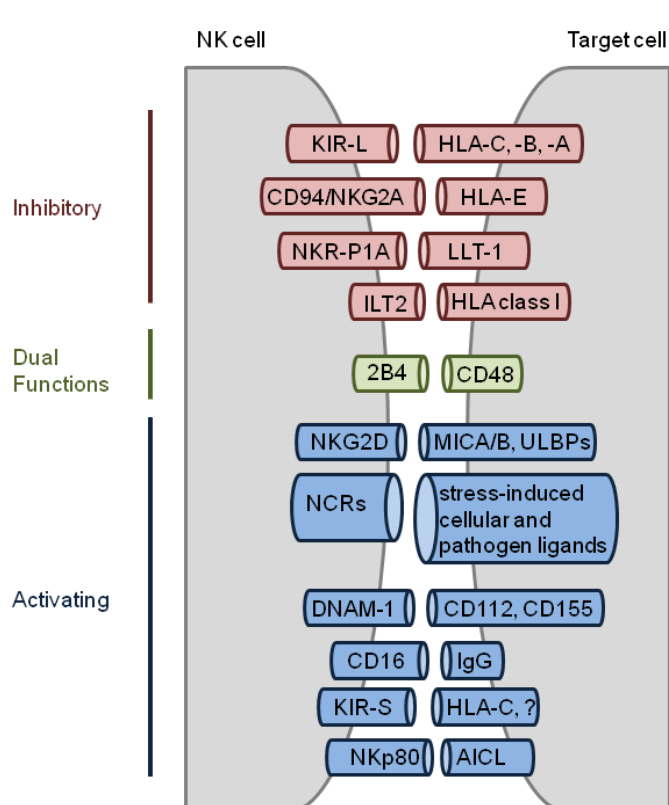 NK cell
Target cell
Inhibitory
KIR-L
HLA-C, -B, -A
CD94/NKG2A
HLA-E
NKR-P1A
LLT-1
ILT2
HLA class I
Dual
Functions
2B4
CD48
Activating
NKG2D
MICA/B, ULBPs
NCRs
stress-induced
cellular and
pathogen ligands
DNAM-1
CD112, CD155
CD16
IgG
KIR-S
HLA-C, ?
NKp80
AICL